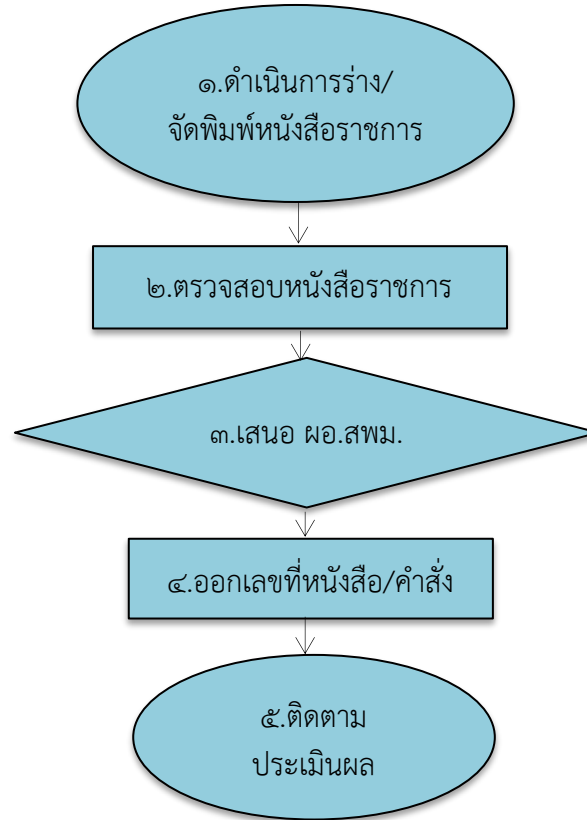 ๑.ดำเนินการร่าง/
จัดพิมพ์หนังสือราชการ
๒.ตรวจสอบหนังสือราชการ
๓.เสนอ ผอ.สพม.
๔.ออกเลขที่หนังสือ/คำสั่ง
๕.ติดตาม
ประเมินผล